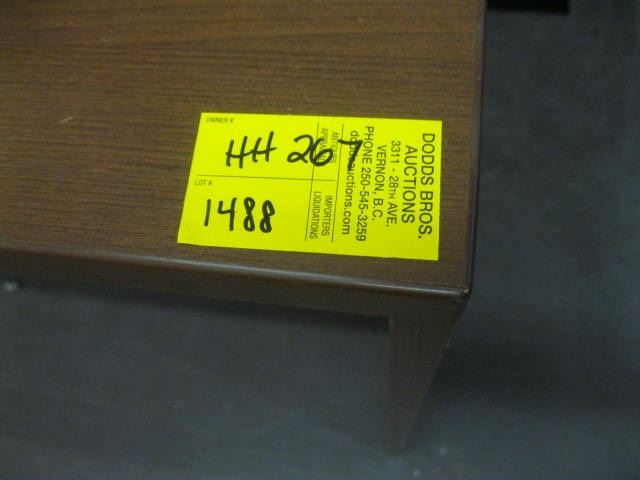 OWNER #
HH 267
LOT #
1488
DODDS BROS.
AUCTIONS
3311 - 28TH AVE.
VERNON, B.C.
PHONE 250-545-3259
IMPORTERS
LIQUIDATIONS